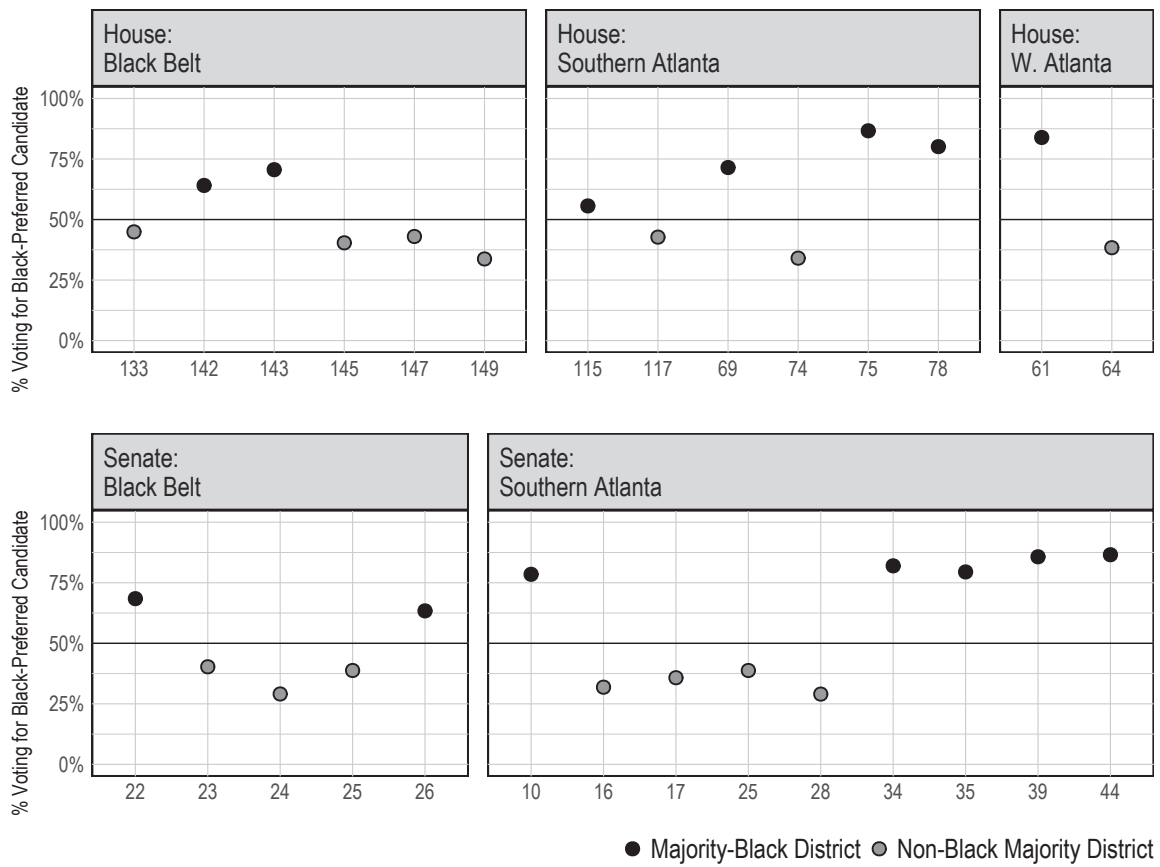 House:
Black Belt
House:
Southern Atlanta
House:
W. Atlanta
% Voting for Black-Preferred Candidate
100%
75%
50%
25%
0%
133 142 143 145 147 149
115 117 69 74 75 78
61 64
Senate:
Black Belt
Senate:
Southern Atlanta
% Voting for Black-Preferred Candidate
100%
75%
50%
25%
0%
22 23 24 25 26
10 16 17 25 28 34 35 39 44
Majority-Black District Non-Black Majority District